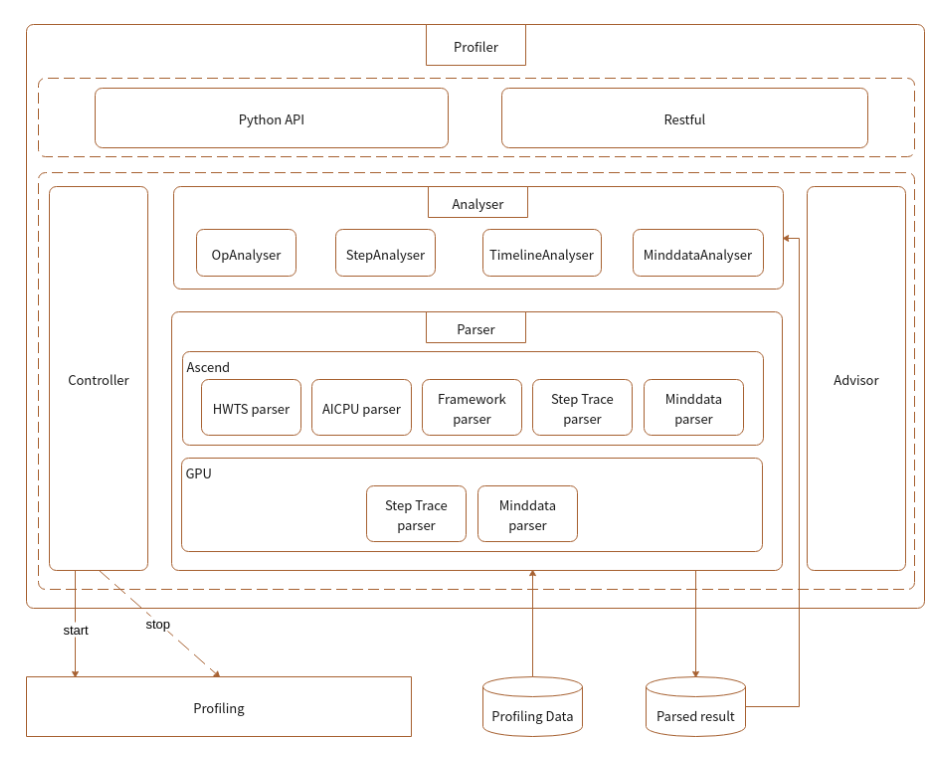 Profiler
Python API
Restful
Analyser
OpAnalyser
StepAnalyser
TimelineAnalyser
MinddataAnalyser
Parser
Ascend
HWTS parser
AICPU parser
Framework
parser
Step Trace
parser
Minddata
parser
GPU
Step Trace
parser
Minddata
parser
Controller
Advisor
start
stop
Profiling
Profiling Data
Parsed result